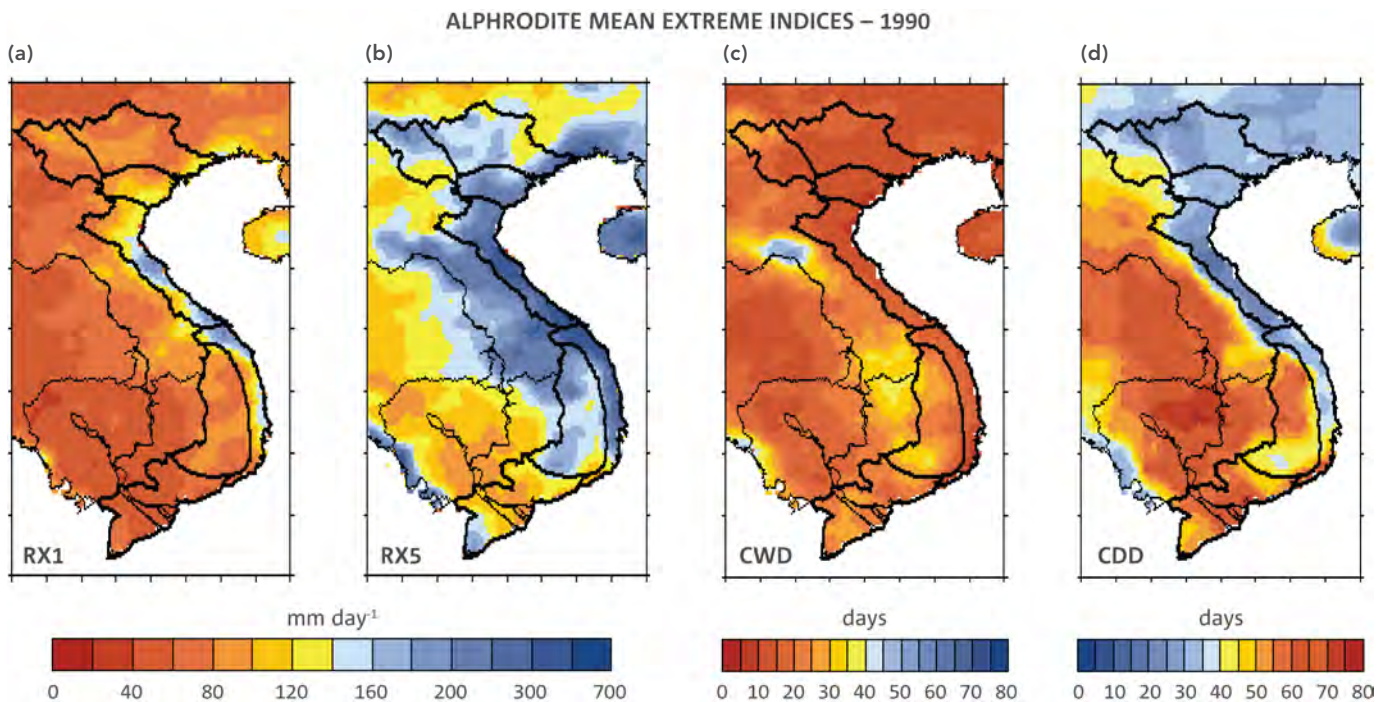 ALPHRODITE MEAN EXTREME INDICES – 1990
(a) (b) (c) (d)
RX1 RX5 CWD CDD
mm day-1 days days
0 40 80 120 160 200 300 700 0 10 20 30 40 50 60 70 80 0 10 20 30 40 50 60 70 80